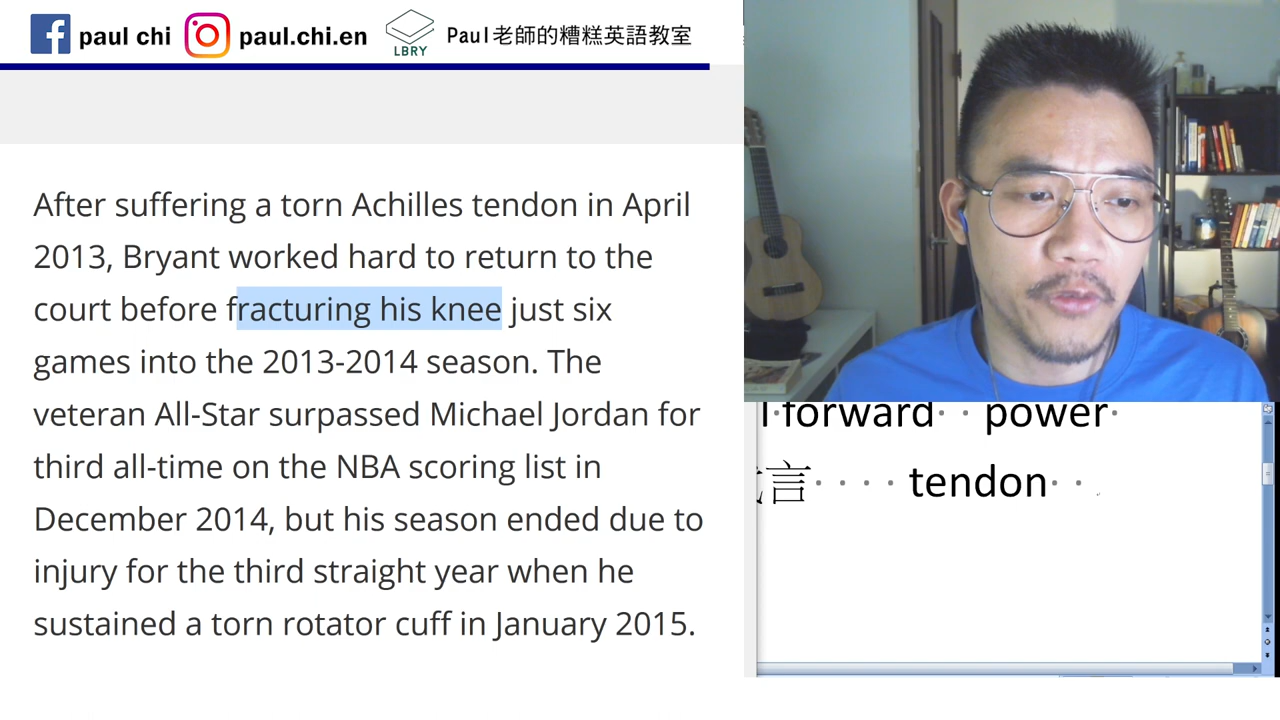 paul chi paul.chi.en LBRY Paul老師的糟糕英語教室
After suffering a torn Achilles tendon in April
2013, Bryant worked hard to return to the
court before fracturing his knee just six
games into the 2013-2014 season. The
veteran All-Star surpassed Michael Jordan for
third all-time on the NBA scoring list in
December 2014, but his season ended due to
injury for the third straight year when he
sustained a torn rotator cuff in January 2015.
forward power
言 tendon